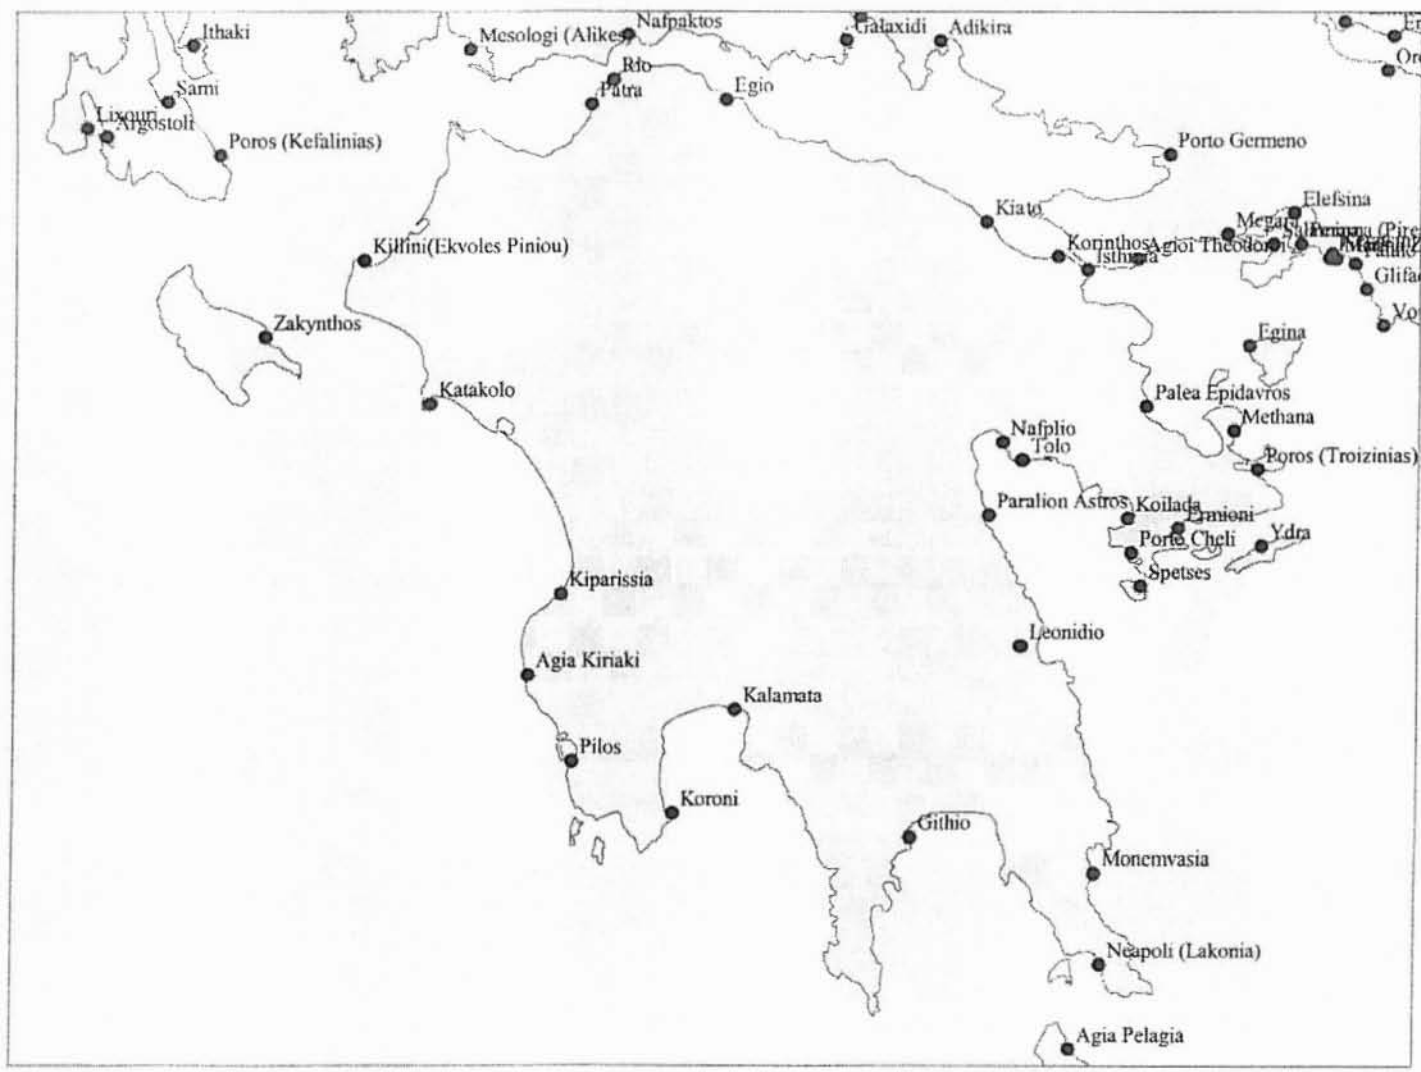 Nafpaktos
Galaxidi
Adikira
Ithaki
Mesologi (Alikes)
Rio
Sami
Patra
Egio
Lixouri
Argostoli
Poros (Kefalinias)
Porto Germeno
Elefsina
Kiato
Megara
Killini(Ekvoles Piniou)
Korinthos
Agioi Theodoroi
Isthmia
Zakynthos
Egina
Katakolo
Palea Epidavros
Methana
Nafplio
Tolo
Poros (Troizinias)
Paralion Astros
Koilada
Ermioni
Porto Cheli
Ydra
Spetses
Kiparissia
Leonidio
Agia Kiriaki
Kalamata
Pilos
Koroni
Githio
Monemvasia
Neapoli (Lakonia)
Agia Pelagia